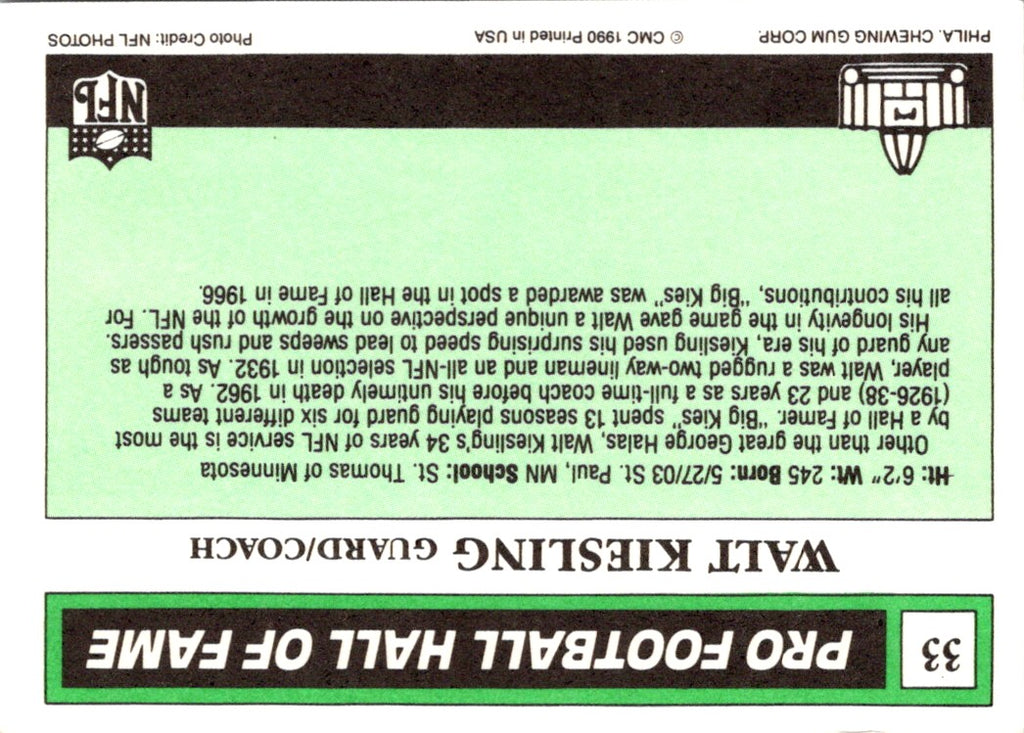 33 PRO FOOTBALL HALL OF FAME
WALT KIESLING GUARD/COACH
Ht: 6'2" Wt: 245 Born: 5/27/03 St. Paul, MN School: St. Thomas of Minnesota
Other than the great George Halas, Walt Kiesling's 34 years of NFL service is the most
by a Hall of Famer. "Big Kies" spent 13 seasons playing guard for six different teams
(1926-38) and 23 years as a full-time coach before his untimely death in 1962. As a
player, Walt was a rugged two-way lineman and an all-NFL selection in 1932. As tough as
any guard of his era, Kiesling used his surprising speed to lead sweeps and rush passers.
His longevity in the game gave Walt a unique perspective on the growth of the NFL. For
all his contributions, "Big Kies" was awarded a spot in the Hall of Fame in 1966.
NFL
PHILA. CHEWING GUM CORP. © CMC 1990 Printed in USA Photo Credit: NFL PHOTOS